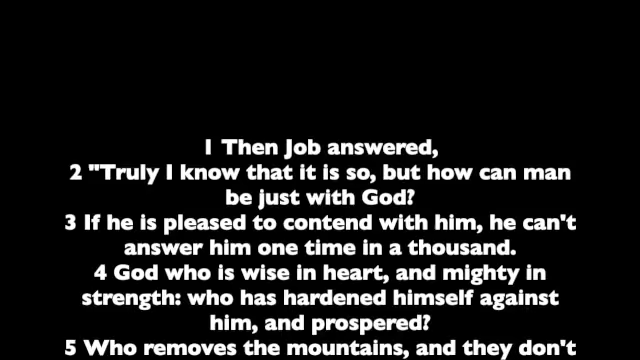 1 Then Job answered,
2 "Truly I know that it is so, but how can man
be just with God?
3 If he is pleased to contend with him, he can't
answer him one time in a thousand.
4 God who is wise in heart, and mighty in
strength: who has hardened himself against
him, and prospered?
5 Who removes the mountains, and they don't